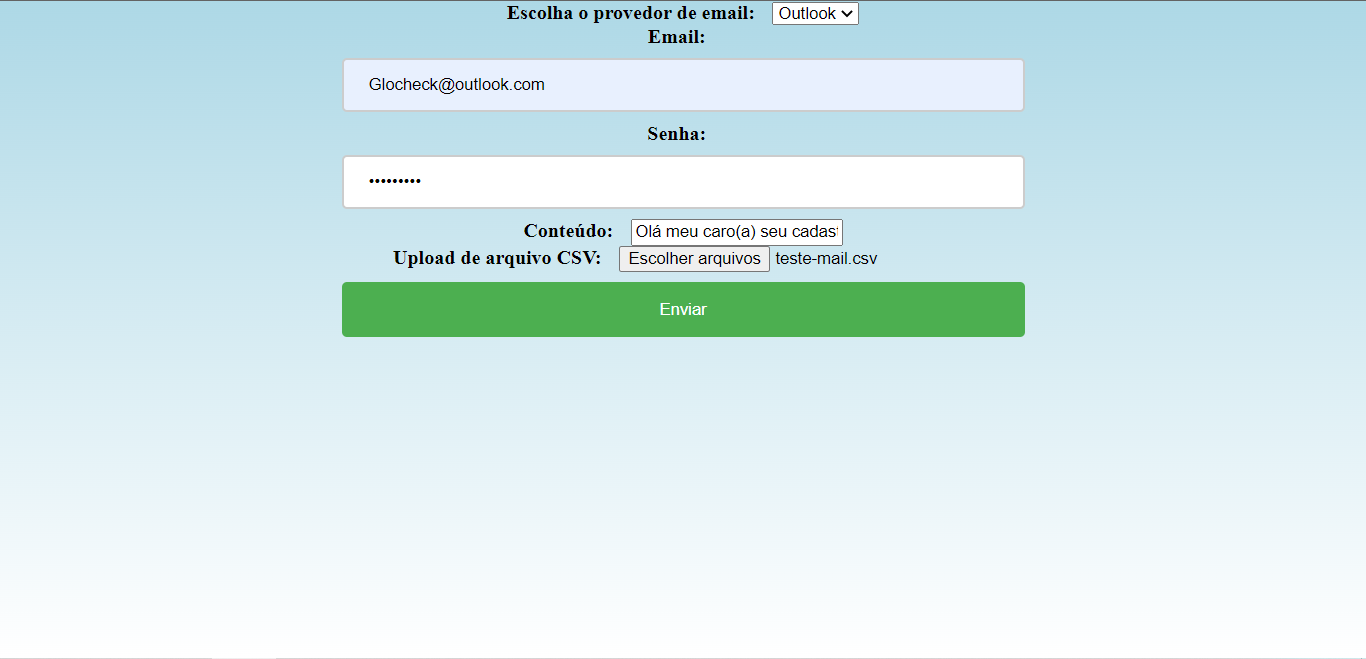 Escolha o provedor de email: Outlook
Email:
Glocheck@outlook.com
Senha:
•••••••••
Conteúdo: Olá meu caro(a) seu cadas
Upload de arquivo CSV: Escolher arquivos teste-mail.csv
Enviar